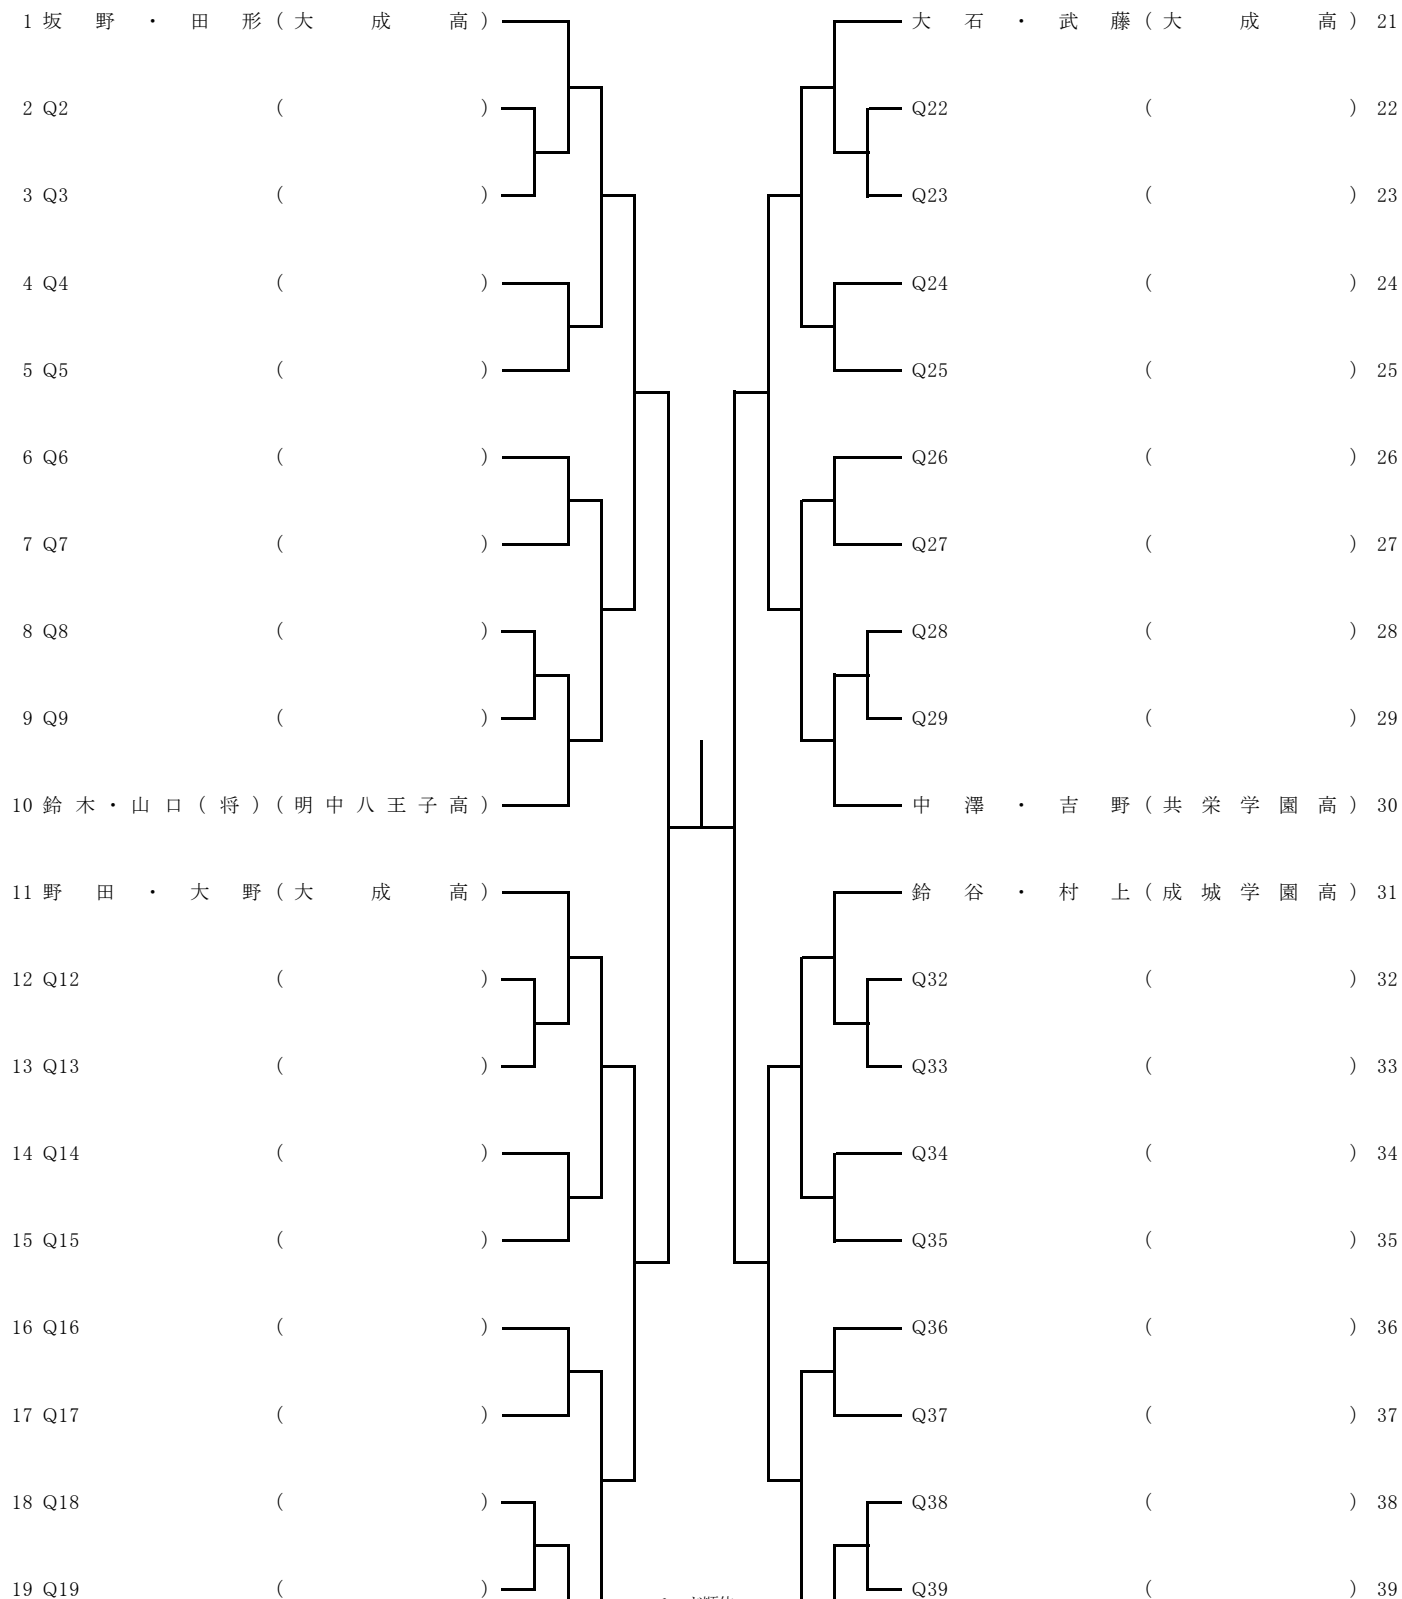 1 坂野・田形(大成高)
2 Q2 ( )
3 Q3 ( )
4 Q4 ( )
5 Q5 ( )
6 Q6 ( )
7 Q7 ( )
8 Q8 ( )
9 Q9 ( )
10 鈴木・山口(将)(明中八王子高)
11 野田・大野(大成高)
12 Q12 ( )
13 Q13 ( )
14 Q14 ( )
15 Q15 ( )
16 Q16 ( )
17 Q17 ( )
18 Q18 ( )
19 Q19 ( )
大石・武藤(大成高) 21
Q22 ( ) 22
Q23 ( ) 23
Q24 ( ) 24
Q25 ( ) 25
Q26 ( ) 26
Q27 ( ) 27
Q28 ( ) 28
Q29 ( ) 29
中澤・吉野(共栄学園高) 30
鈴谷・村上(成城学園高) 31
Q32 ( ) 32
Q33 ( ) 33
Q34 ( ) 34
Q35 ( ) 35
Q36 ( ) 36
Q37 ( ) 37
Q38 ( ) 38
Q39 ( ) 39